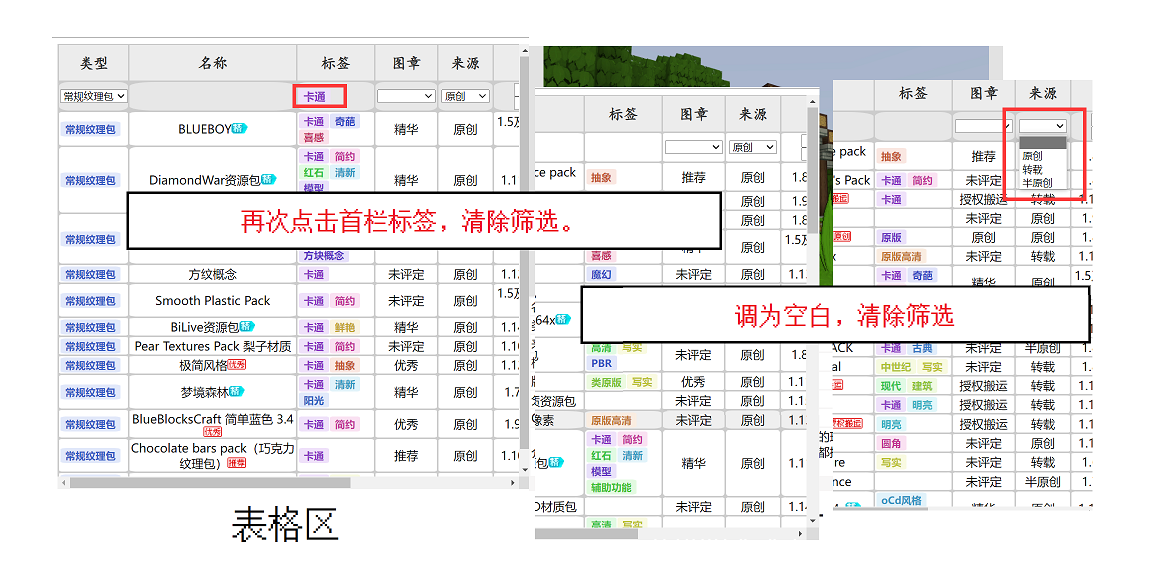 类型 名称 标签 图章 来源
常规纹理包 卡通 原创
常规纹理包 BLUEBOY 精 卡通 奇葩 喜感 精华 原创 1.5及
常规纹理包 DiamondWar资源包 精 卡通 简约 红石 清新 模型 精华 原创 1.1
常规纹理包 方块概念
常规纹理包 方纹概念 卡通 未评定 原创 1.1
常规纹理包 Smooth Plastic Pack 卡通 简约 未评定 原创 1.5及
常规纹理包 BiLive资源包 精 卡通 鲜艳 精华 原创 1.14
常规纹理包 Pear Textures Pack 梨子材质 卡通 简约 未评定 原创 1.16
常规纹理包 极简风格 优秀 卡通 抽象 优秀 原创 1.1
常规纹理包 梦境森林 精 卡通 清新 阳光 精华 原创 1.7
常规纹理包 BlueBlocksCraft 简单蓝色 3.4 优秀 卡通 简约 优秀 原创 1.9
常规纹理包 Chocolate bars pack（巧克力纹理包） 推荐 卡通 推荐 原创 1.16
再次点击首栏标签，清除筛选。
表格区
标签 图章 来源
原创
ce pack 抽象 推荐 原创 1.8
原创 1.9
原创 1.8
喜感 原创 1.5及
魔幻 未评定 原创 1.1
64x 精
高清 写实 PBR 未评定 原创 1.8
类原版 写实 优秀 原创 1.1
资源包 未评定 原创 1.1
像素 原版高清 未评定 原创 1.1
包 精 卡通 简约 红石 清新 模型 辅助功能 精华 原创 1.1
D材质包 未评定 原创 1.14
高清 写实
调为空白，清除筛选
标签 图章 来源
原创
转载
半原创
e pack 抽象 推荐
's Pack 卡通 简约 未评定
搬运 卡通 授权搬运 转载 1.1
未评定 原创 1.
原创 原版 原创 原创 1.
原版高清 未评定 转载 1.1
卡通 奇葩 精华 原创 1.5
ACK 卡通 古典 未评定 半原创 1.
al 中世纪 写实 未评定 转载 1.
现代 建筑 授权搬运 转载 1.1
卡通 明亮 授权搬运 转载 1.1
明亮 授权搬运 转载 1.1
圆角 未评定 原创 1.1
re 写实 未评定 转载 1.1
nce 未评定 半原创 1.
oCd风格